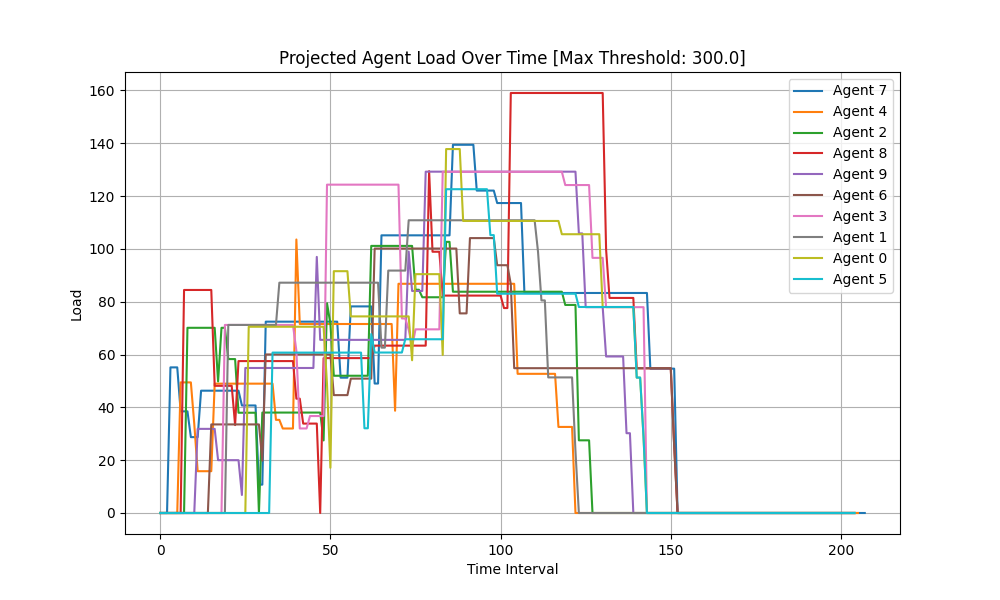 Projected Agent Load Over Time [Max Threshold: 300.0]
160
140
120
100
80
60
40
20
0
Load
0
50
100
150
200
Time Interval
Agent 7
Agent 4
Agent 2
Agent 8
Agent 9
Agent 6
Agent 3
Agent 1
Agent 0
Agent 5